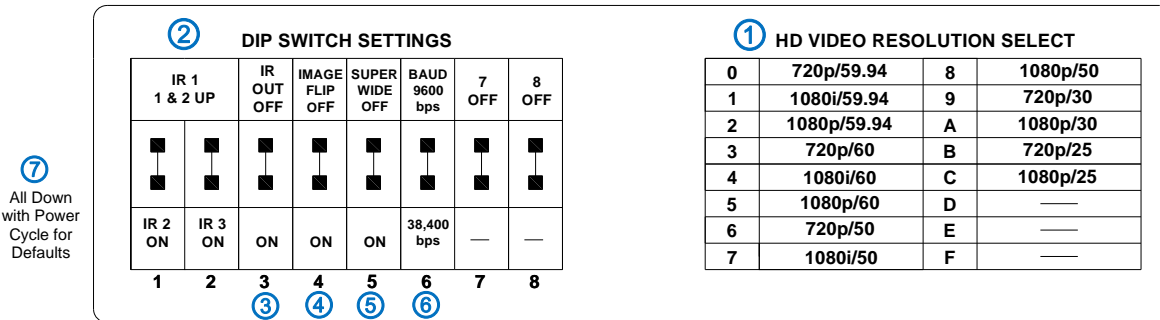 ② DIP SWITCH SETTINGS
IR 1
1 & 2 UP
IR
OUT
OFF
IMAGE
FLIP
OFF
SUPER
WIDE
OFF
BAUD
9600
bps
7
OFF
8
OFF
⑦
All Down
with Power
Cycle for
Defaults
IR 2
ON
IR 3
ON
ON
ON
ON
38,400
bps
—
—
1 2 3 4 5 6 7 8
③ ④ ⑤ ⑥
① HD VIDEO RESOLUTION SELECT
0 720p/59.94 8 1080p/50
1 1080i/59.94 9 720p/30
2 1080p/59.94 A 1080p/30
3 720p/60 B 720p/25
4 1080i/60 C 1080p/25
5 1080p/60 D —
6 720p/50 E —
7 1080i/50 F —